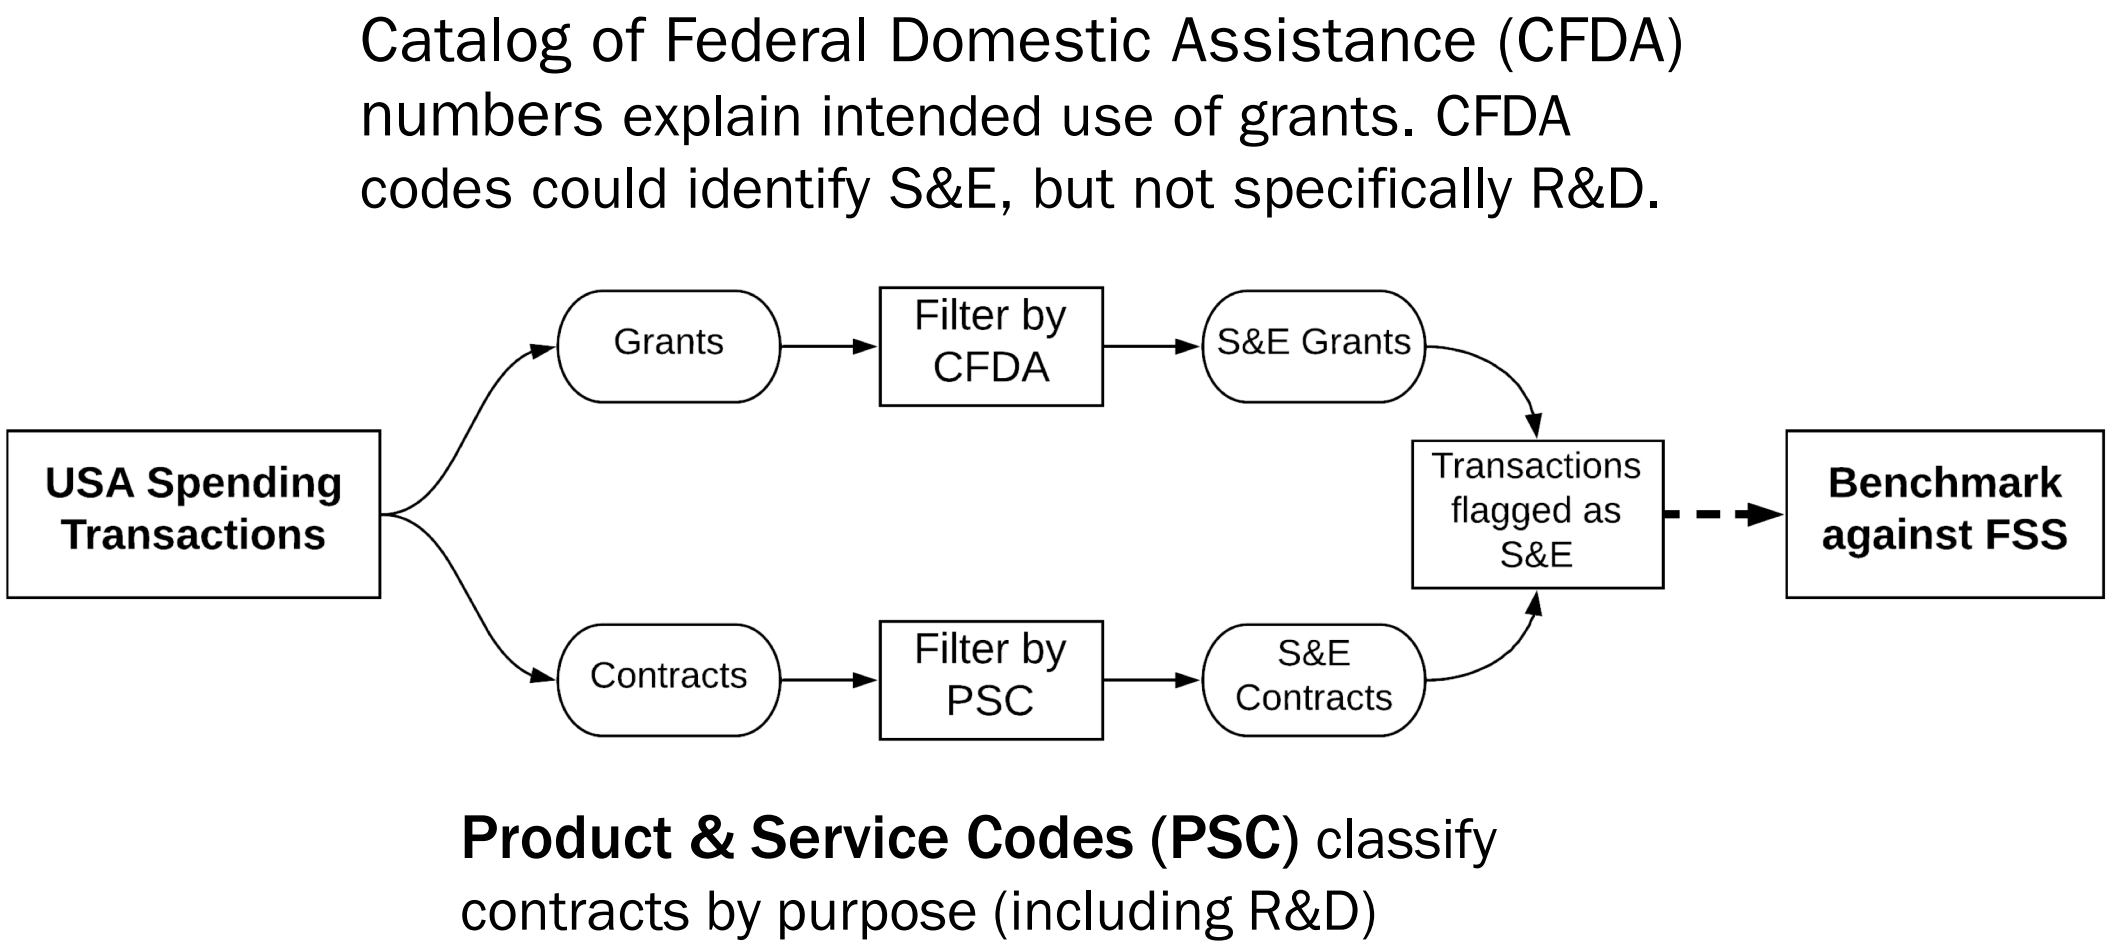 Catalog of Federal Domestic Assistance (CFDA)
numbers explain intended use of grants. CFDA
codes could identify S&E, but not specifically R&D.
Grants
Filter by
CFDA
S&E Grants
USA Spending
Transactions
Transactions
flagged as
S&E
Benchmark
against FSS
Contracts
Filter by
PSC
S&E
Contracts
Product & Service Codes (PSC) classify
contracts by purpose (including R&D)